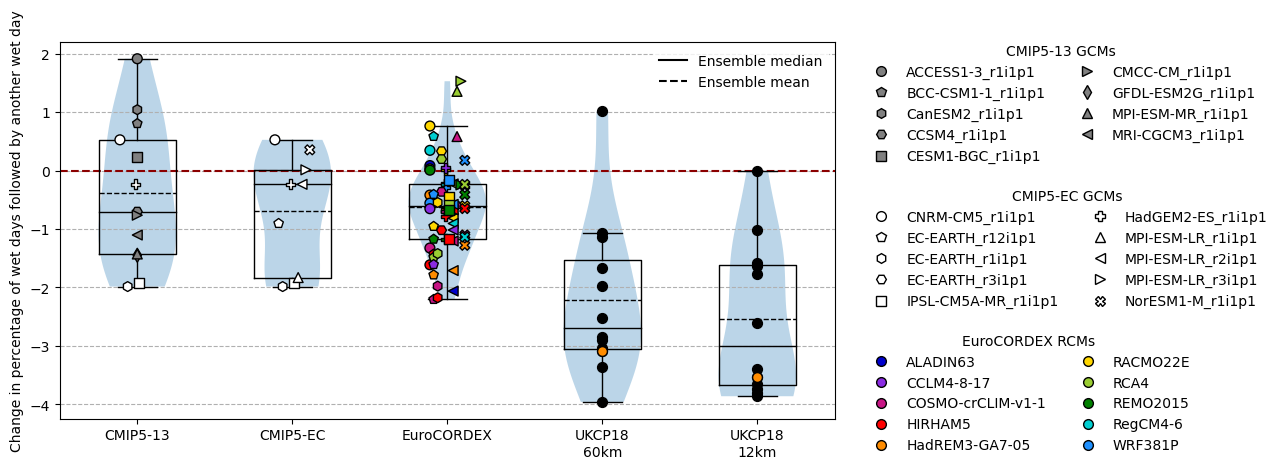 Change in percentage of wet days followed by another wet day
2
1
0
−1
−2
−3
−4
CMIP5-13
CMIP5-EC
EuroCORDEX
UKCP18
60km
UKCP18
12km
Ensemble median
Ensemble mean
CMIP5-13 GCMs
ACCESS1-3_r1i1p1
BCC-CSM1-1_r1i1p1
CanESM2_r1i1p1
CCSM4_r1i1p1
CESM1-BGC_r1i1p1
CMCC-CM_r1i1p1
GFDL-ESM2G_r1i1p1
MPI-ESM-MR_r1i1p1
MRI-CGCM3_r1i1p1
CMIP5-EC GCMs
CNRM-CM5_r1i1p1
EC-EARTH_r12i1p1
EC-EARTH_r1i1p1
EC-EARTH_r3i1p1
IPSL-CM5A-MR_r1i1p1
HadGEM2-ES_r1i1p1
MPI-ESM-LR_r1i1p1
MPI-ESM-LR_r2i1p1
MPI-ESM-LR_r3i1p1
NorESM1-M_r1i1p1
EuroCORDEX RCMs
ALADIN63
CCLM4-8-17
COSMO-crCLIM-v1-1
HIRHAM5
HadREM3-GA7-05
RACMO22E
RCA4
REMO2015
RegCM4-6
WRF381P